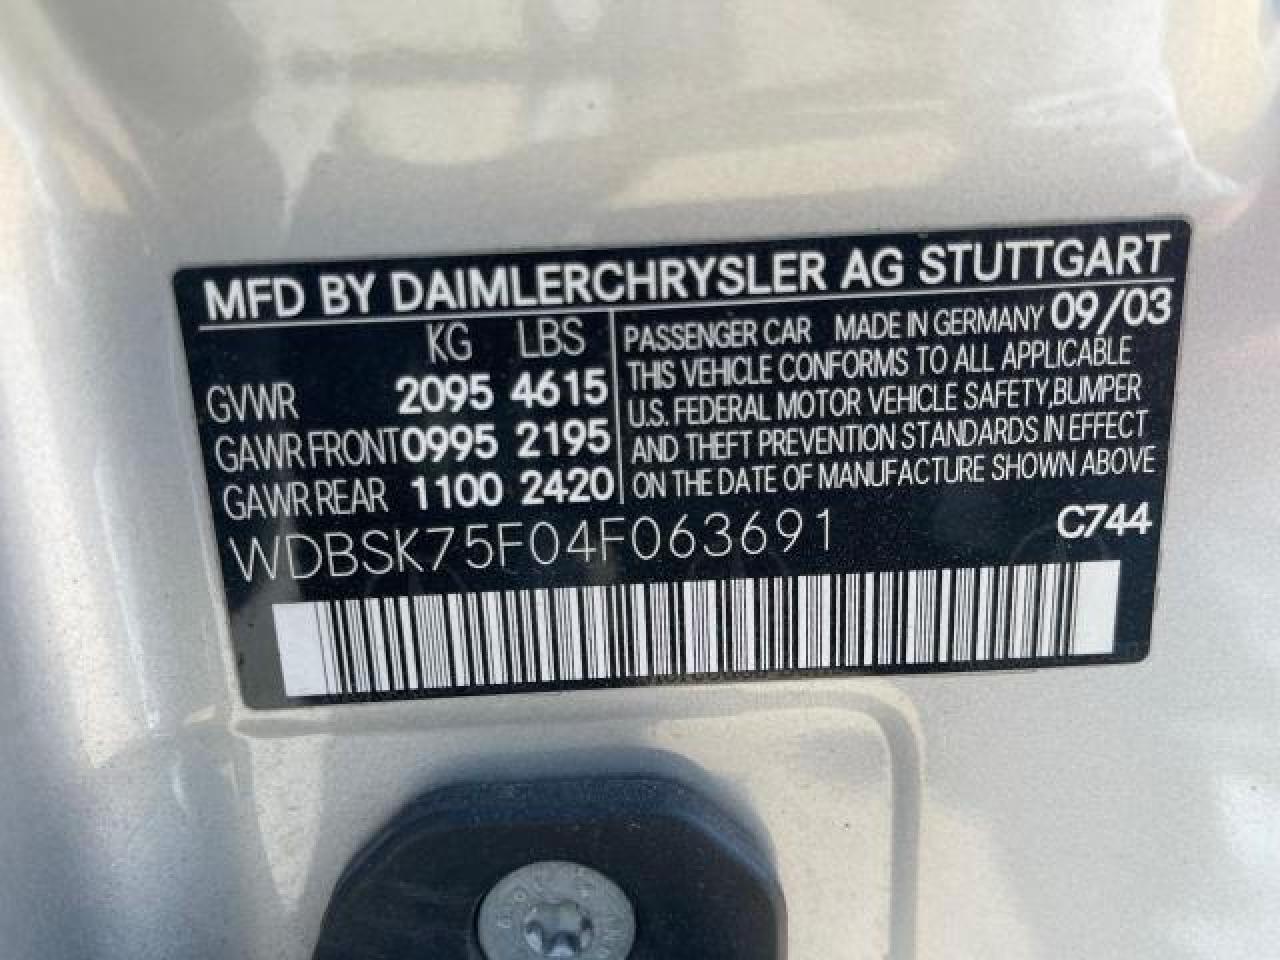 MFD BY DAIMLERCHRYSLER AG STUTTGART
KG LBS
GVWR 2095 4615
GAWR FRONT 0995 2195
GAWR REAR 1100 2420
PASSENGER CAR MADE IN GERMANY 09/03
THIS VEHICLE CONFORMS TO ALL APPLICABLE
U.S. FEDERAL MOTOR VEHICLE SAFETY, BUMPER
AND THEFT PREVENTION STANDARDS IN EFFECT
ON THE DATE OF MANUFACTURE SHOWN ABOVE
WDBSK75F04F063691 C744